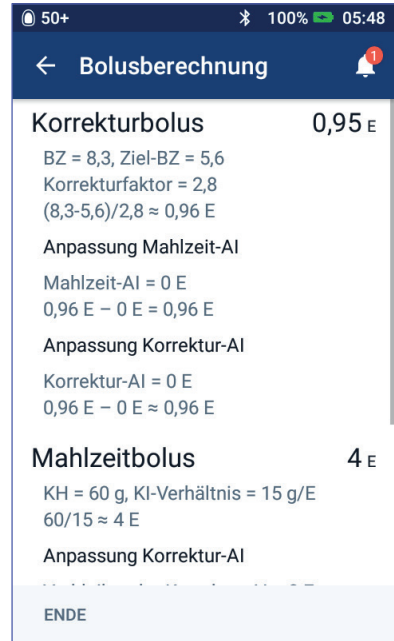 50+ 100% 05:48
Bolusberechnung 1
Korrekturbolus 0,95 E
BZ = 8,3, Ziel-BZ = 5,6
Korrekturfaktor = 2,8
(8,3-5,6)/2,8 ≈ 0,96 E
Anpassung Mahlzeit-AI
Mahlzeit-AI = 0 E
0,96 E – 0 E = 0,96 E
Anpassung Korrektur-AI
Korrektur-AI = 0 E
0,96 E – 0 E ≈ 0,96 E
Mahlzeitbolus 4 E
KH = 60 g, KI-Verhältnis = 15 g/E
60/15 ≈ 4 E
Anpassung Korrektur-AI
ENDE